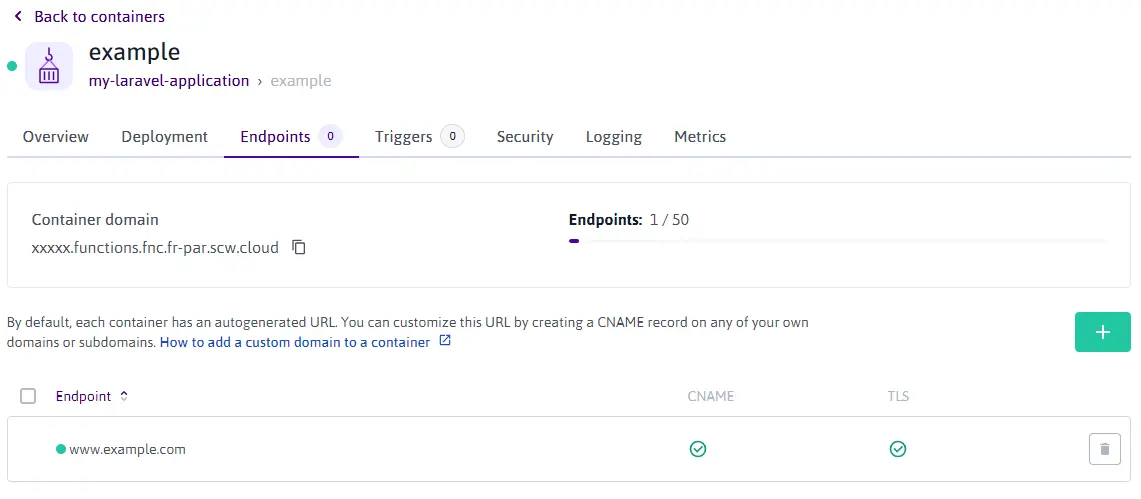 Back to containers
example
my-laravel-application › example
Overview Deployment Endpoints 0 Triggers 0 Security Logging Metrics
Container domain
xxxxx.functions.fnc.fr-par.scw.cloud
Endpoints: 1 / 50
By default, each container has an autogenerated URL. You can customize this URL by creating a CNAME record on any of your own
domains or subdomains. How to add a custom domain to a container
Endpoint CNAME TLS
www.example.com